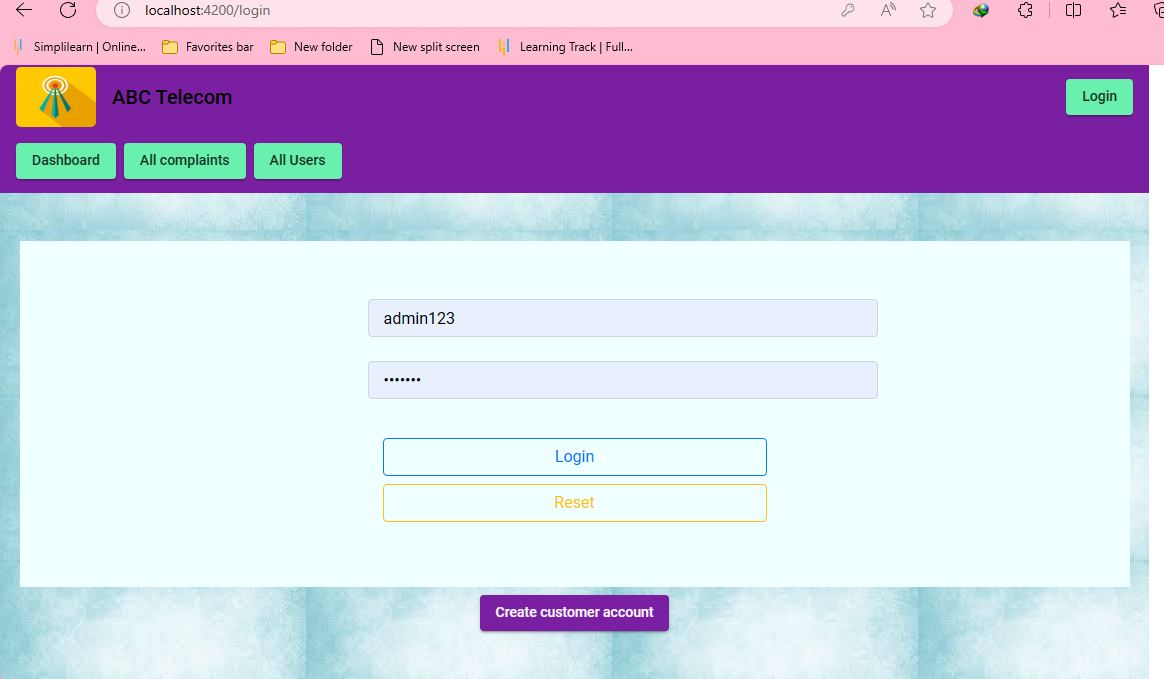 localhost:4200/login
Simplilearn | Online... Favorites bar New folder New split screen Learning Track | Full...
ABC Telecom Login
Dashboard All complaints All Users
admin123
•••••••
Login
Reset
Create customer account